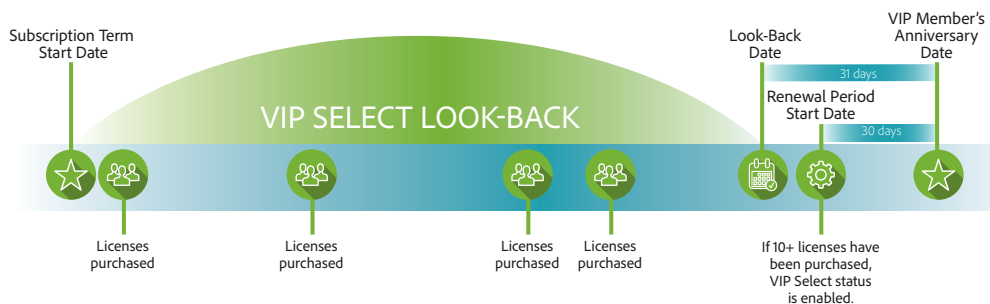 Subscription Term
Start Date
Look-Back
Date
VIP Member's
Anniversary
Date
31 days
Renewal Period
Start Date
30 days
VIP SELECT LOOK-BACK
Licenses
purchased
Licenses
purchased
Licenses
purchased
Licenses
purchased
If 10+ licenses have
been purchased,
VIP Select status
is enabled.